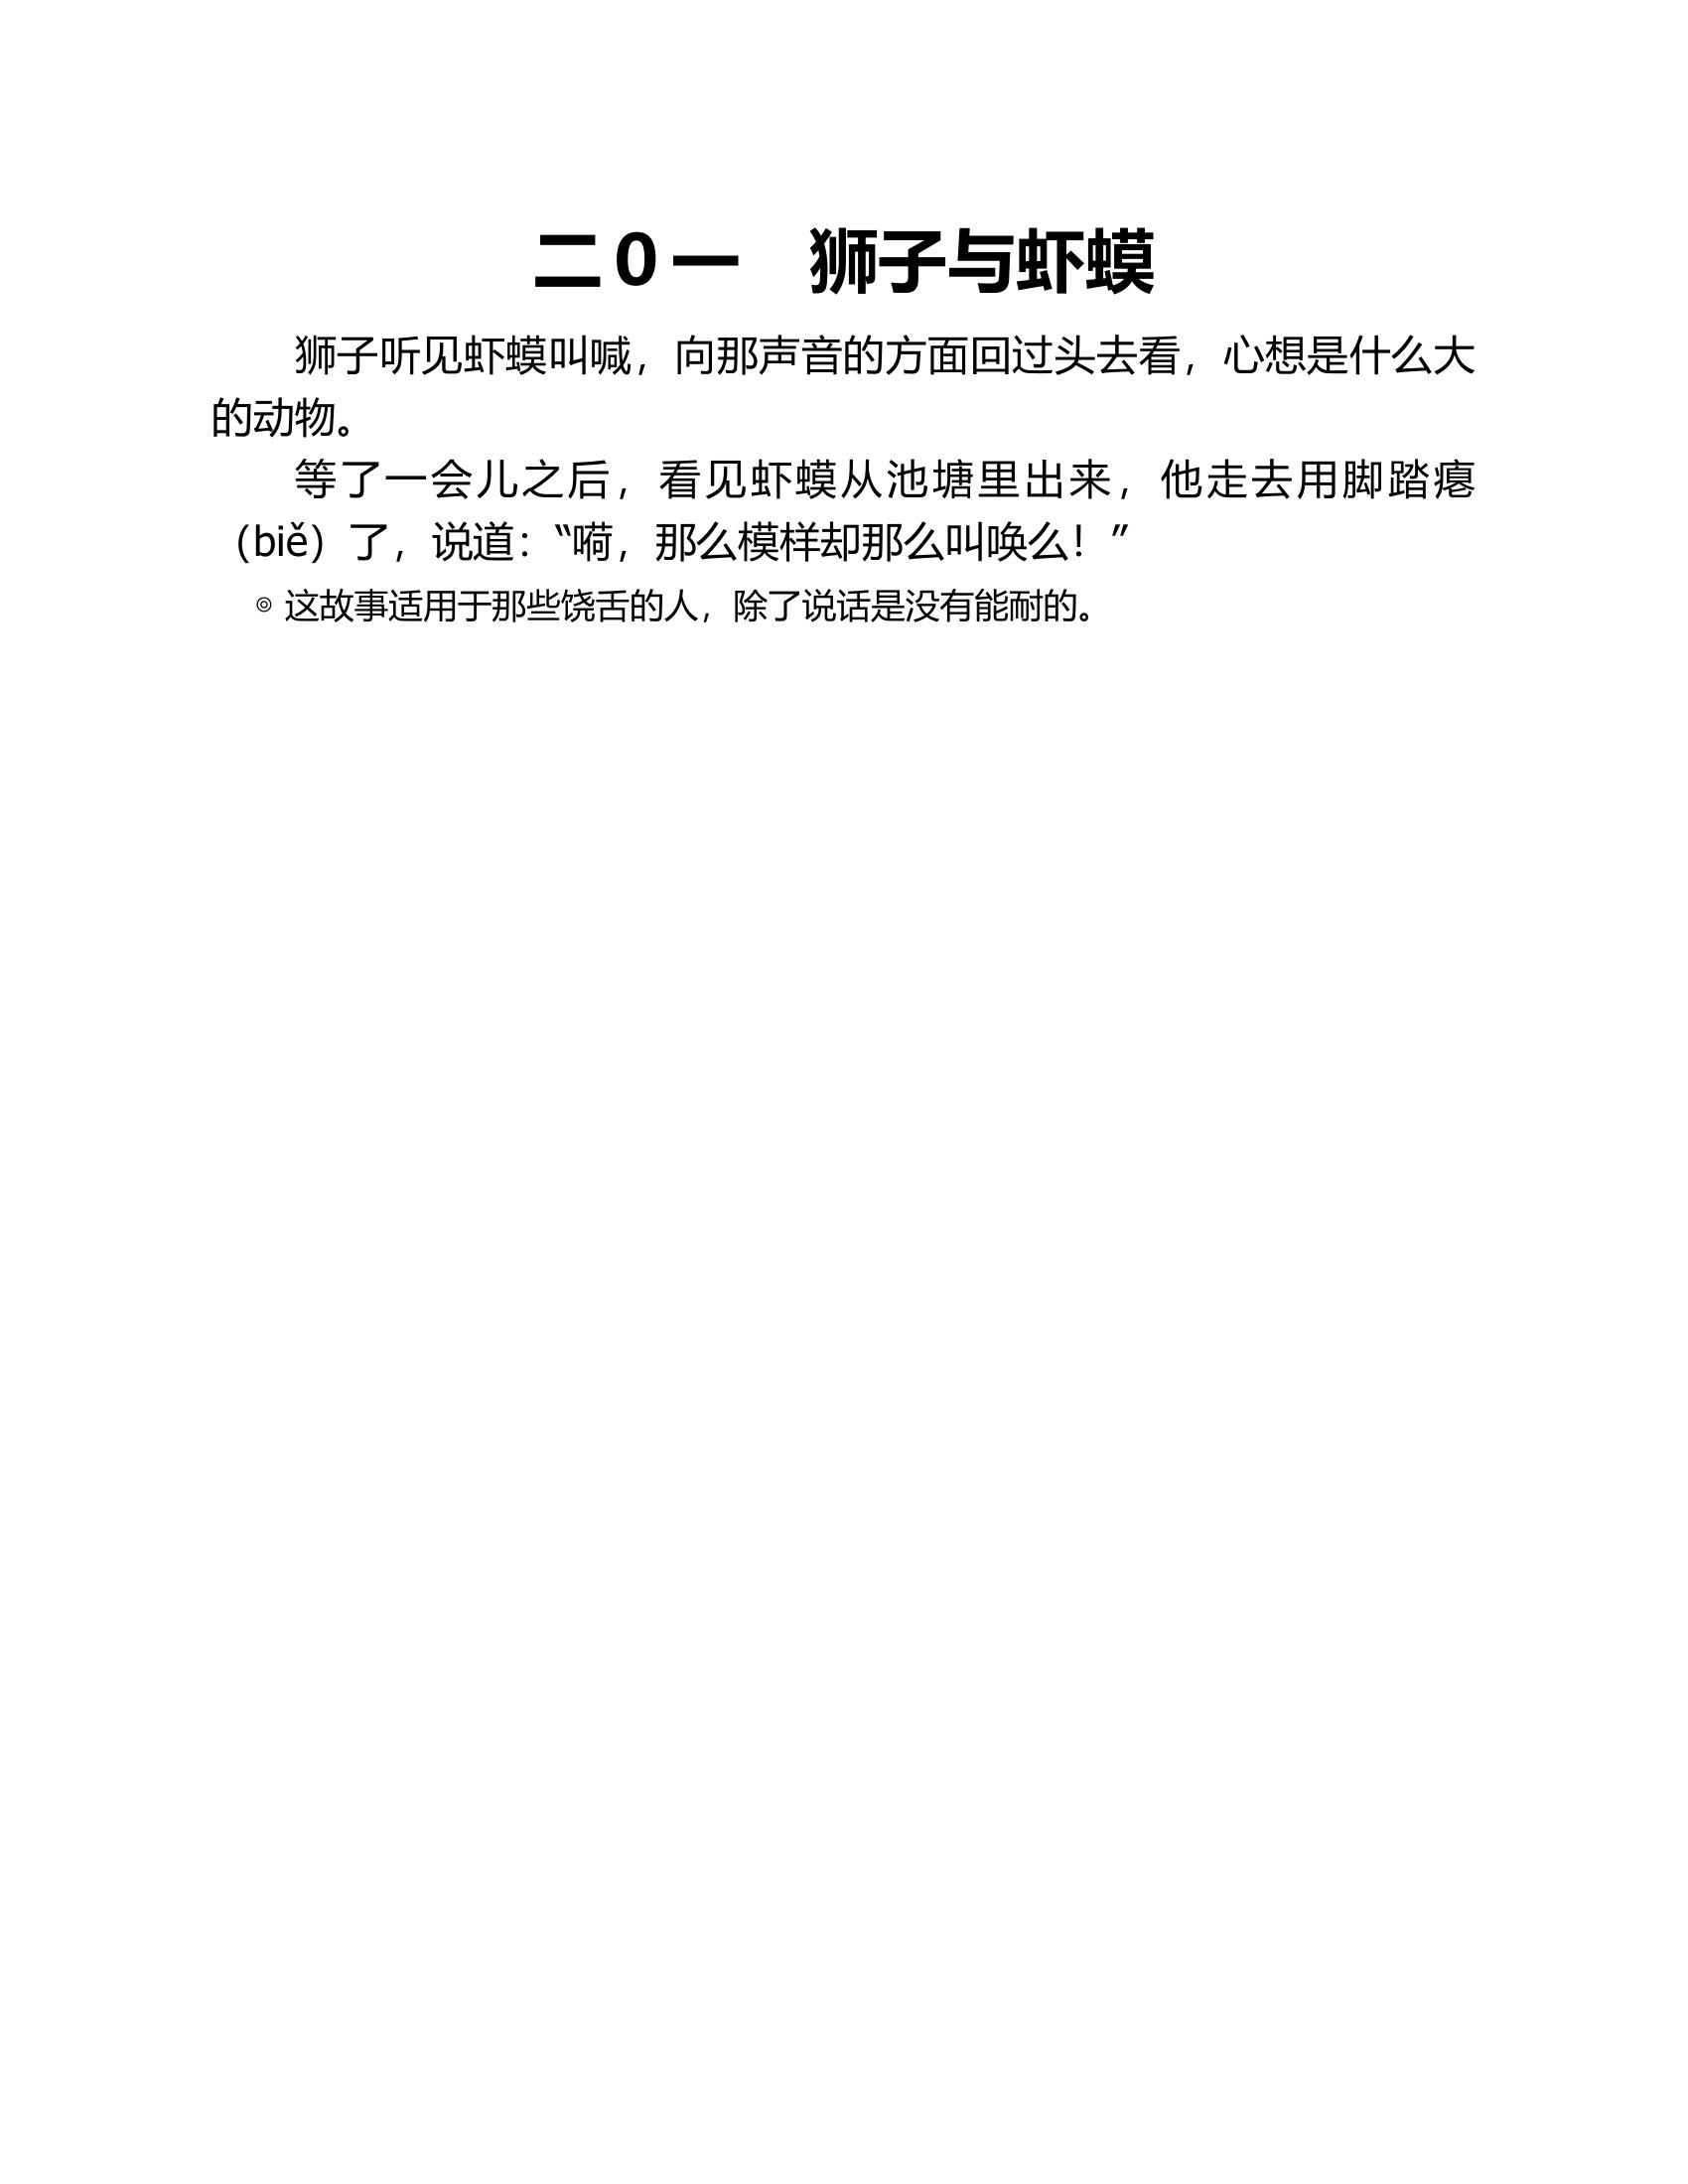 二0一　狮子与虾蟆
狮子听见虾蟆叫喊，向那声音的方面回过头去看，心想是什么大
的动物。
等了一会儿之后，看见虾蟆从池塘里出来，他走去用脚踏瘪
（biě）了，说道：“嗬，那么模样却那么叫唤么！”
◎ 这故事适用于那些饶舌的人，除了说话是没有能耐的。